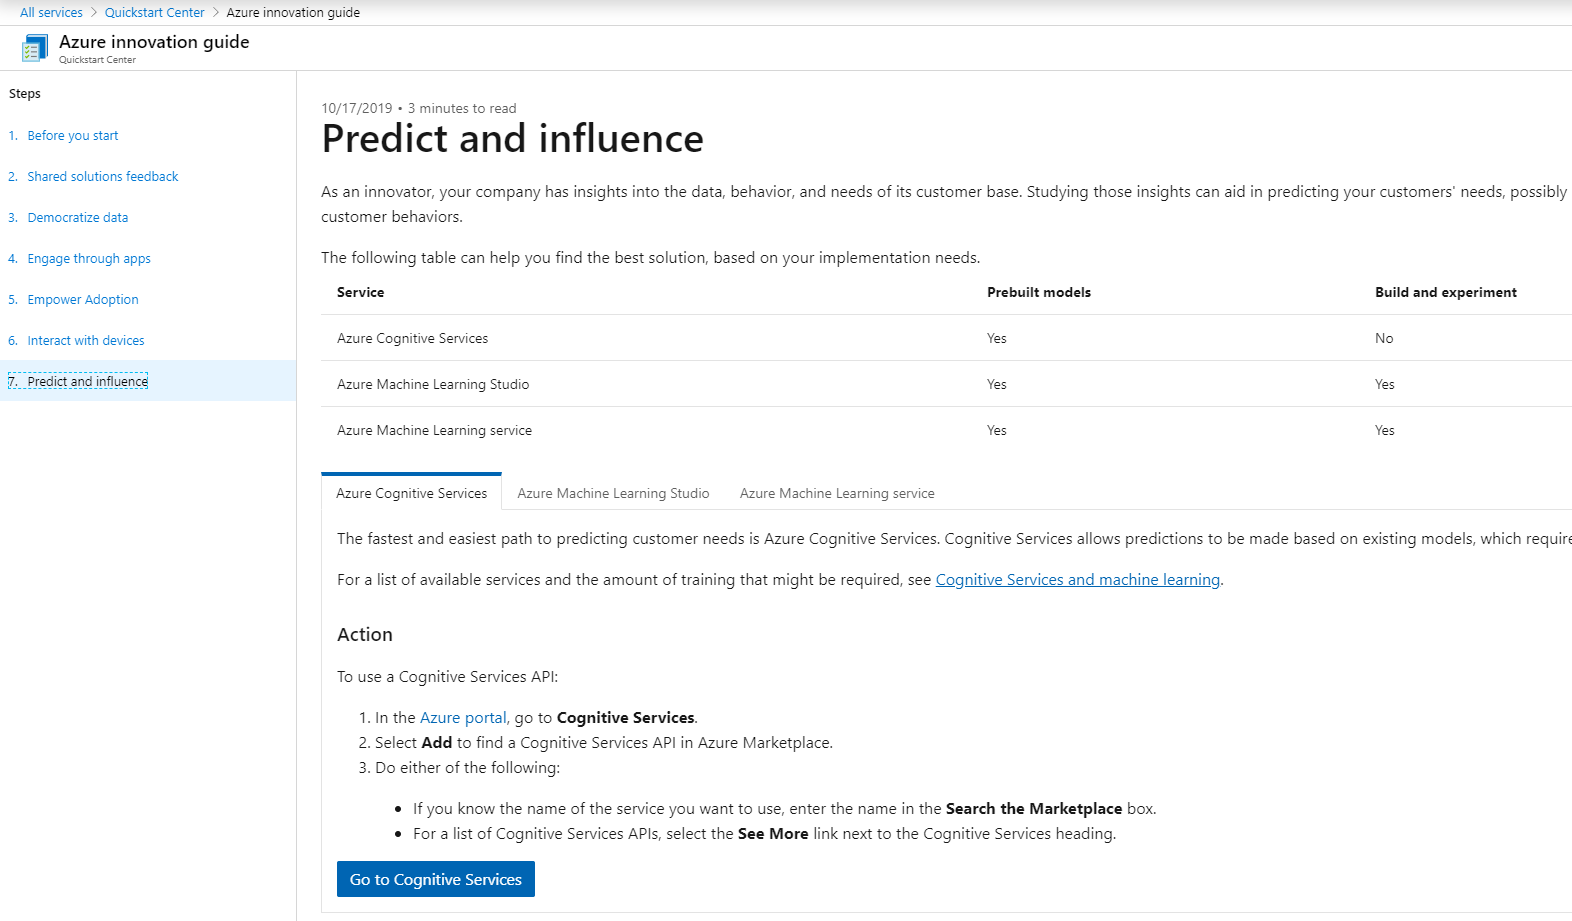 All services > Quickstart Center > Azure innovation guide
Azure innovation guide
Quickstart Center
Steps
1. Before you start
2. Shared solutions feedback
3. Democratize data
4. Engage through apps
5. Empower Adoption
6. Interact with devices
7. Predict and influence
10/17/2019 • 3 minutes to read
Predict and influence
As an innovator, your company has insights into the data, behavior, and needs of its customer base. Studying those insights can aid in predicting your customers' needs, possibly
customer behaviors.
The following table can help you find the best solution, based on your implementation needs.
Service Prebuilt models Build and experiment
Azure Cognitive Services Yes No
Azure Machine Learning Studio Yes Yes
Azure Machine Learning service Yes Yes
Azure Cognitive Services Azure Machine Learning Studio Azure Machine Learning service
The fastest and easiest path to predicting customer needs is Azure Cognitive Services. Cognitive Services allows predictions to be made based on existing models, which require
For a list of available services and the amount of training that might be required, see Cognitive Services and machine learning.
Action
To use a Cognitive Services API:
1. In the Azure portal, go to Cognitive Services.
2. Select Add to find a Cognitive Services API in Azure Marketplace.
3. Do either of the following:
• If you know the name of the service you want to use, enter the name in the Search the Marketplace box.
• For a list of Cognitive Services APIs, select the See More link next to the Cognitive Services heading.
Go to Cognitive Services